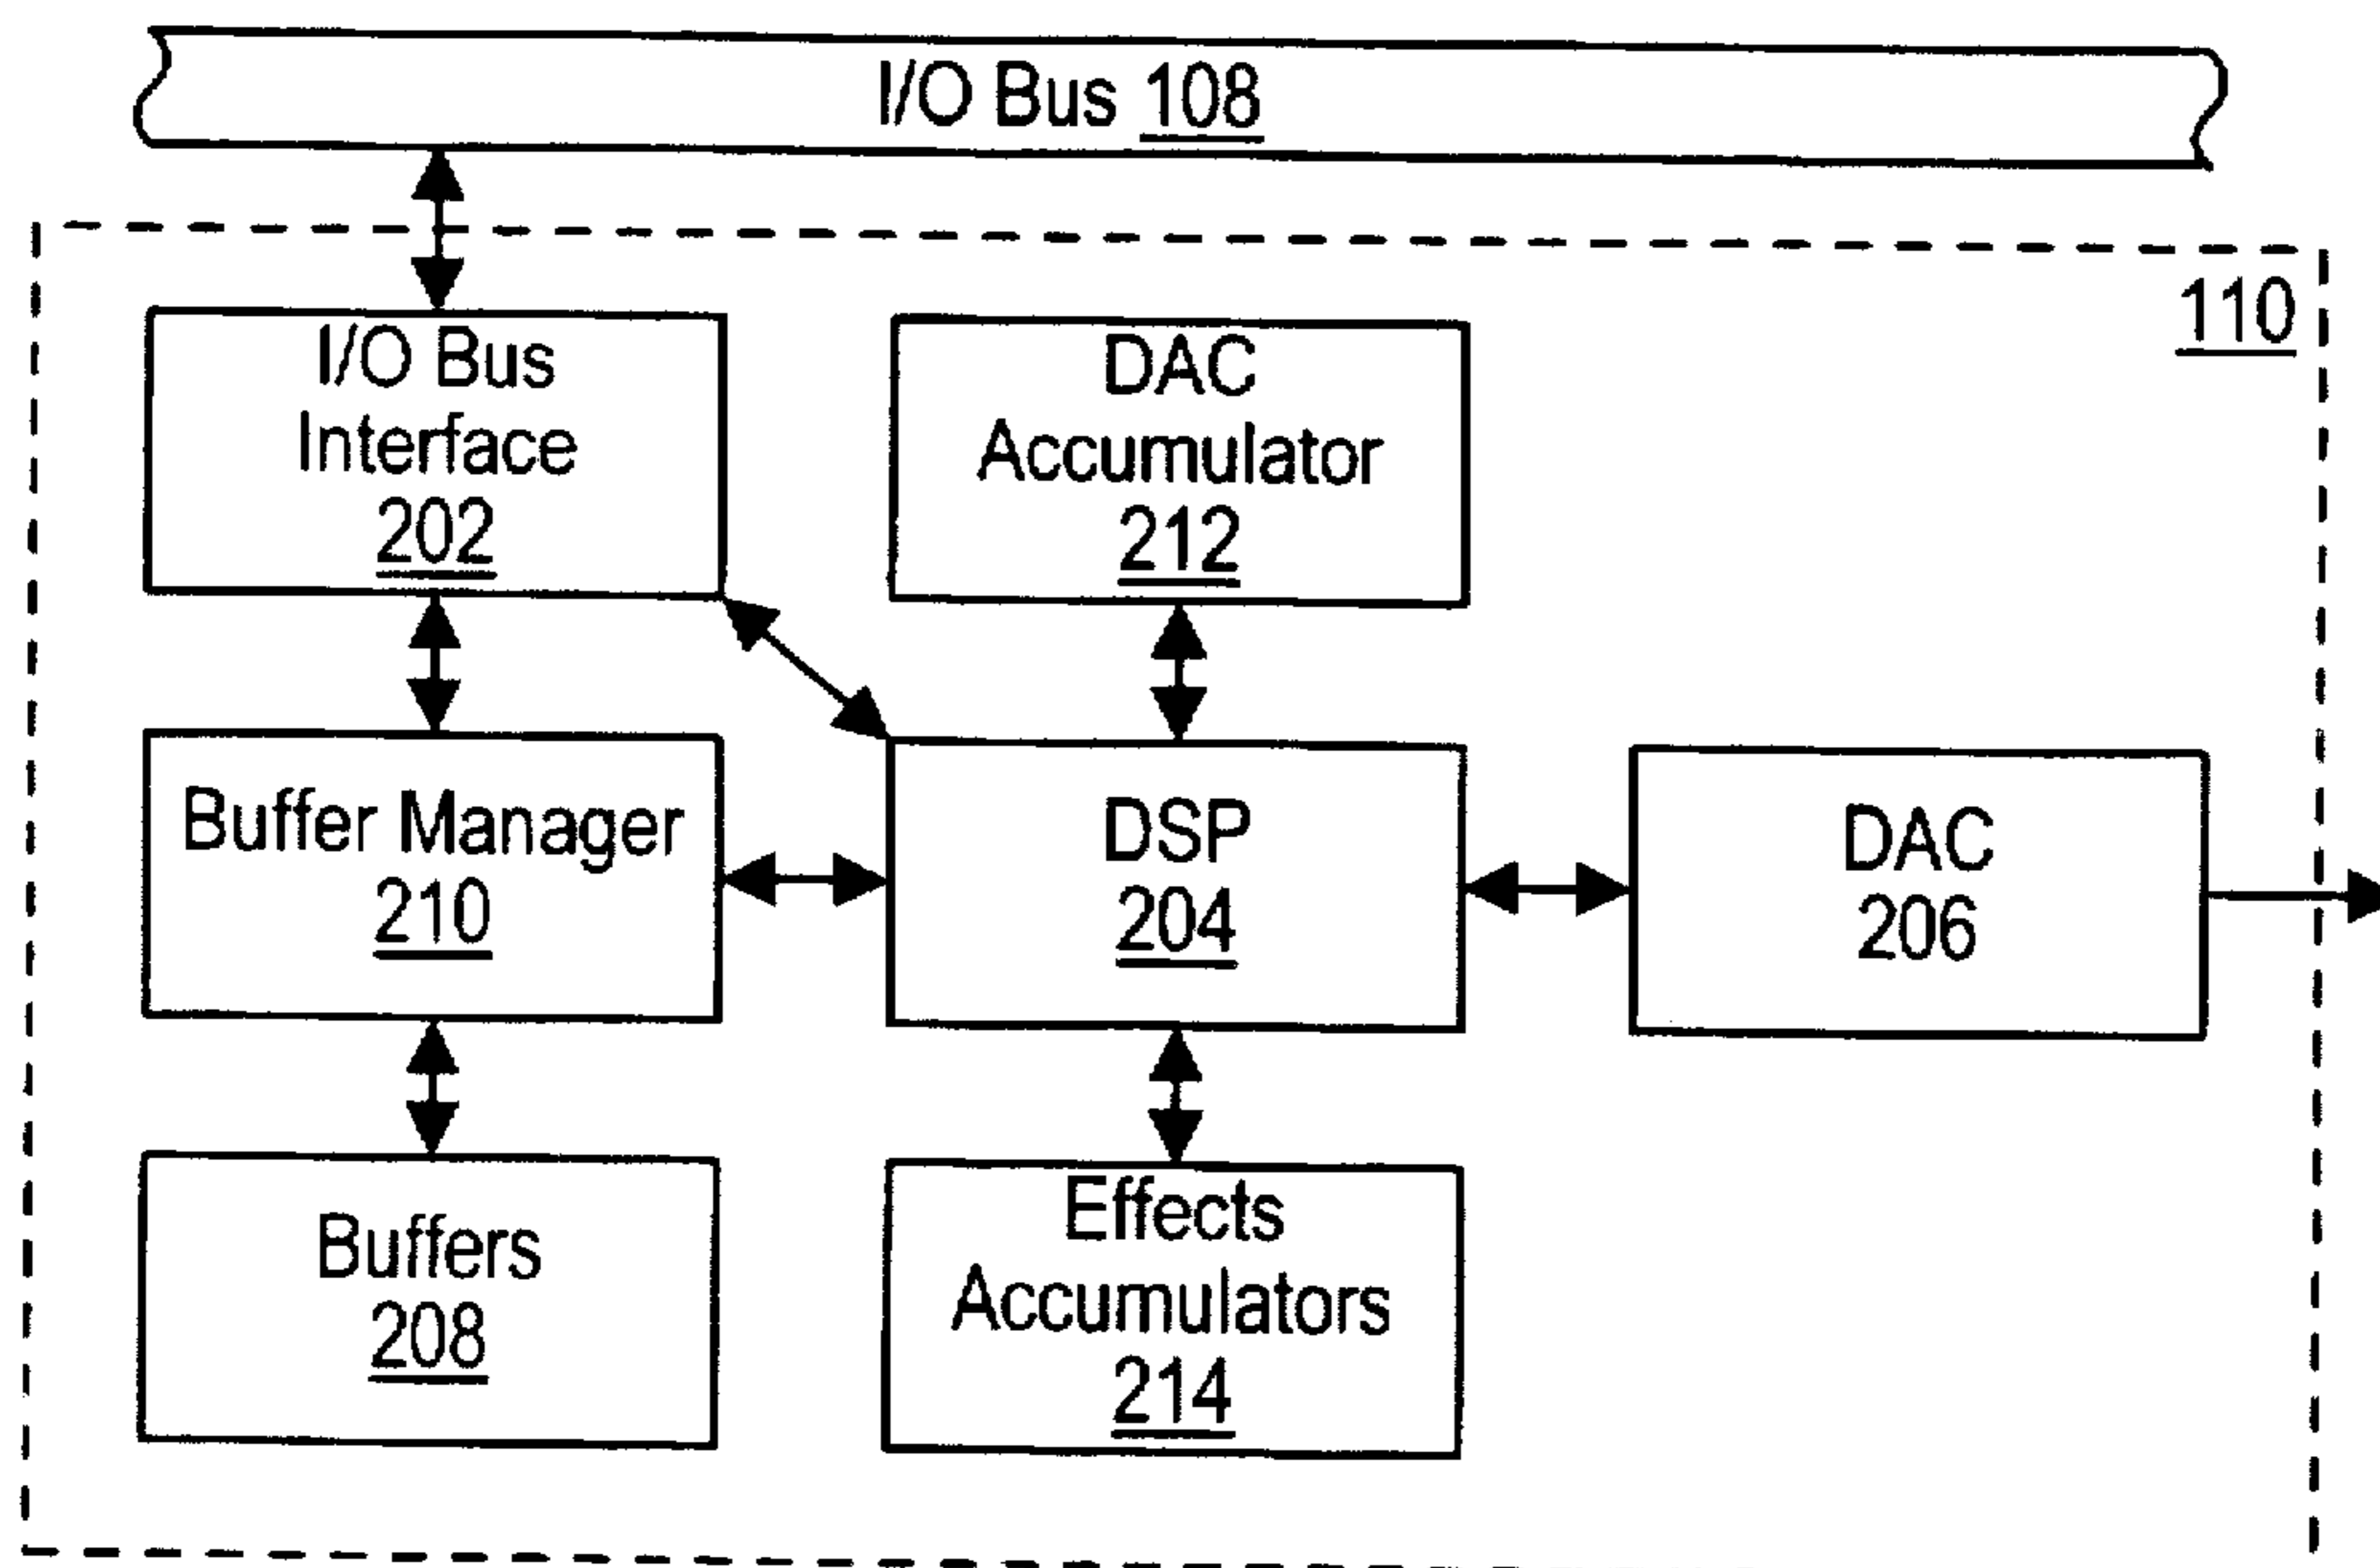 I/O Bus 108
110
I/O Bus
Interface
202
DAC
Accumulator
212
Buffer Manager
210
DSP
204
DAC
206
Buffers
208
Effects
Accumulators
214